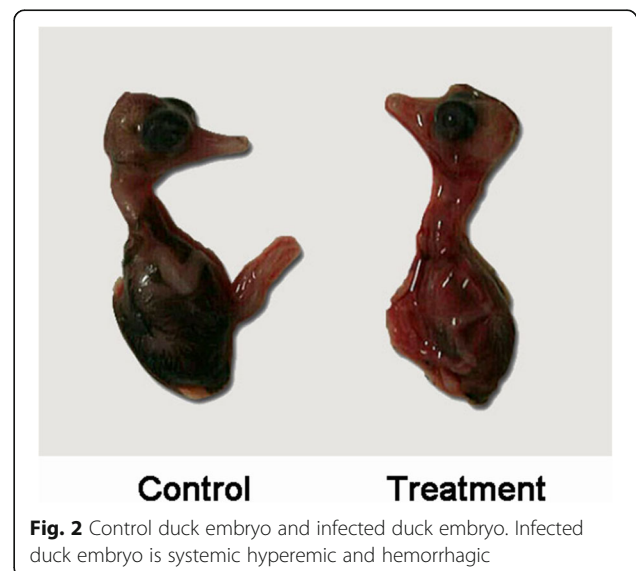 Control Treatment
Fig. 2 Control duck embryo and infected duck embryo. Infected
duck embryo is systemic hyperemic and hemorrhagic